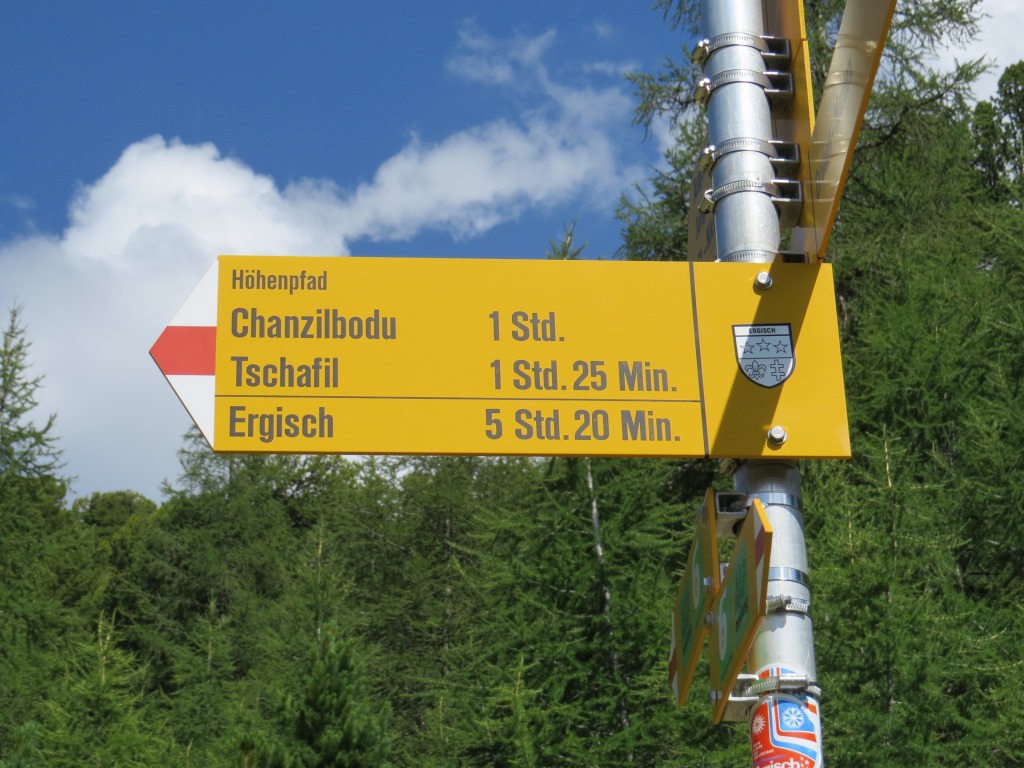 Höhenpfad
Chanzilbodu 1 Std.
Tschafil 1 Std. 25 Min.
Ergisch 5 Std. 20 Min.
ERGISCH